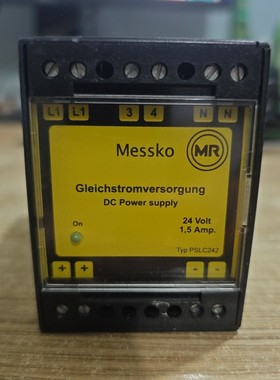 L1 L1 3 4 N N
Messko MR
Gleichstromversorgung
DC Power supply
On
24 Volt
1,5 Amp.
Typ PSLC242
+ + - -